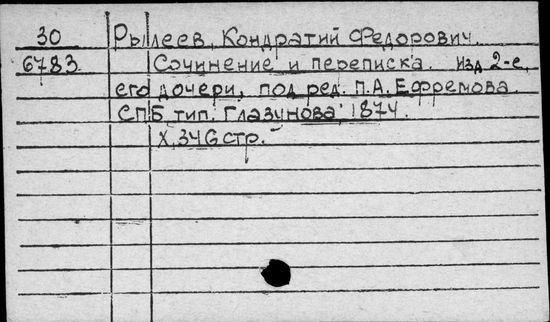 30 Рылеев, Кондратий Федорович.
6783 Сочинение и переписка. изд 2-е,
его дочери, под ред. П.А. Ефремова.
СПБ, тип. Глазунова, 1874.
X, 346 стр.